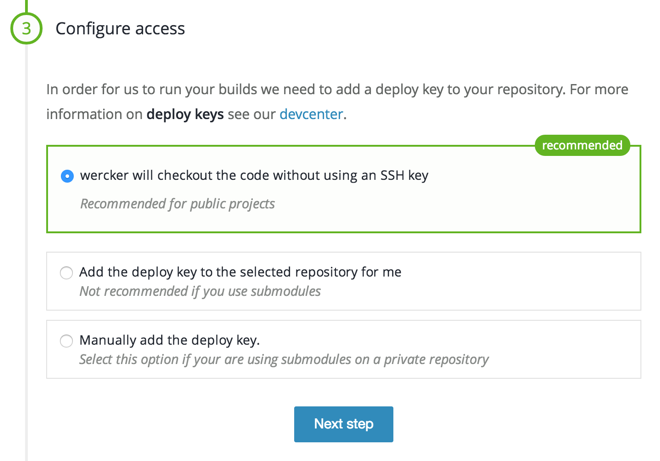 3 Configure access
In order for us to run your builds we need to add a deploy key to your repository. For more
information on deploy keys see our devcenter.
recommended
wercker will checkout the code without using an SSH key
Recommended for public projects
Add the deploy key to the selected repository for me
Not recommended if you use submodules
Manually add the deploy key.
Select this option if your are using submodules on a private repository
Next step